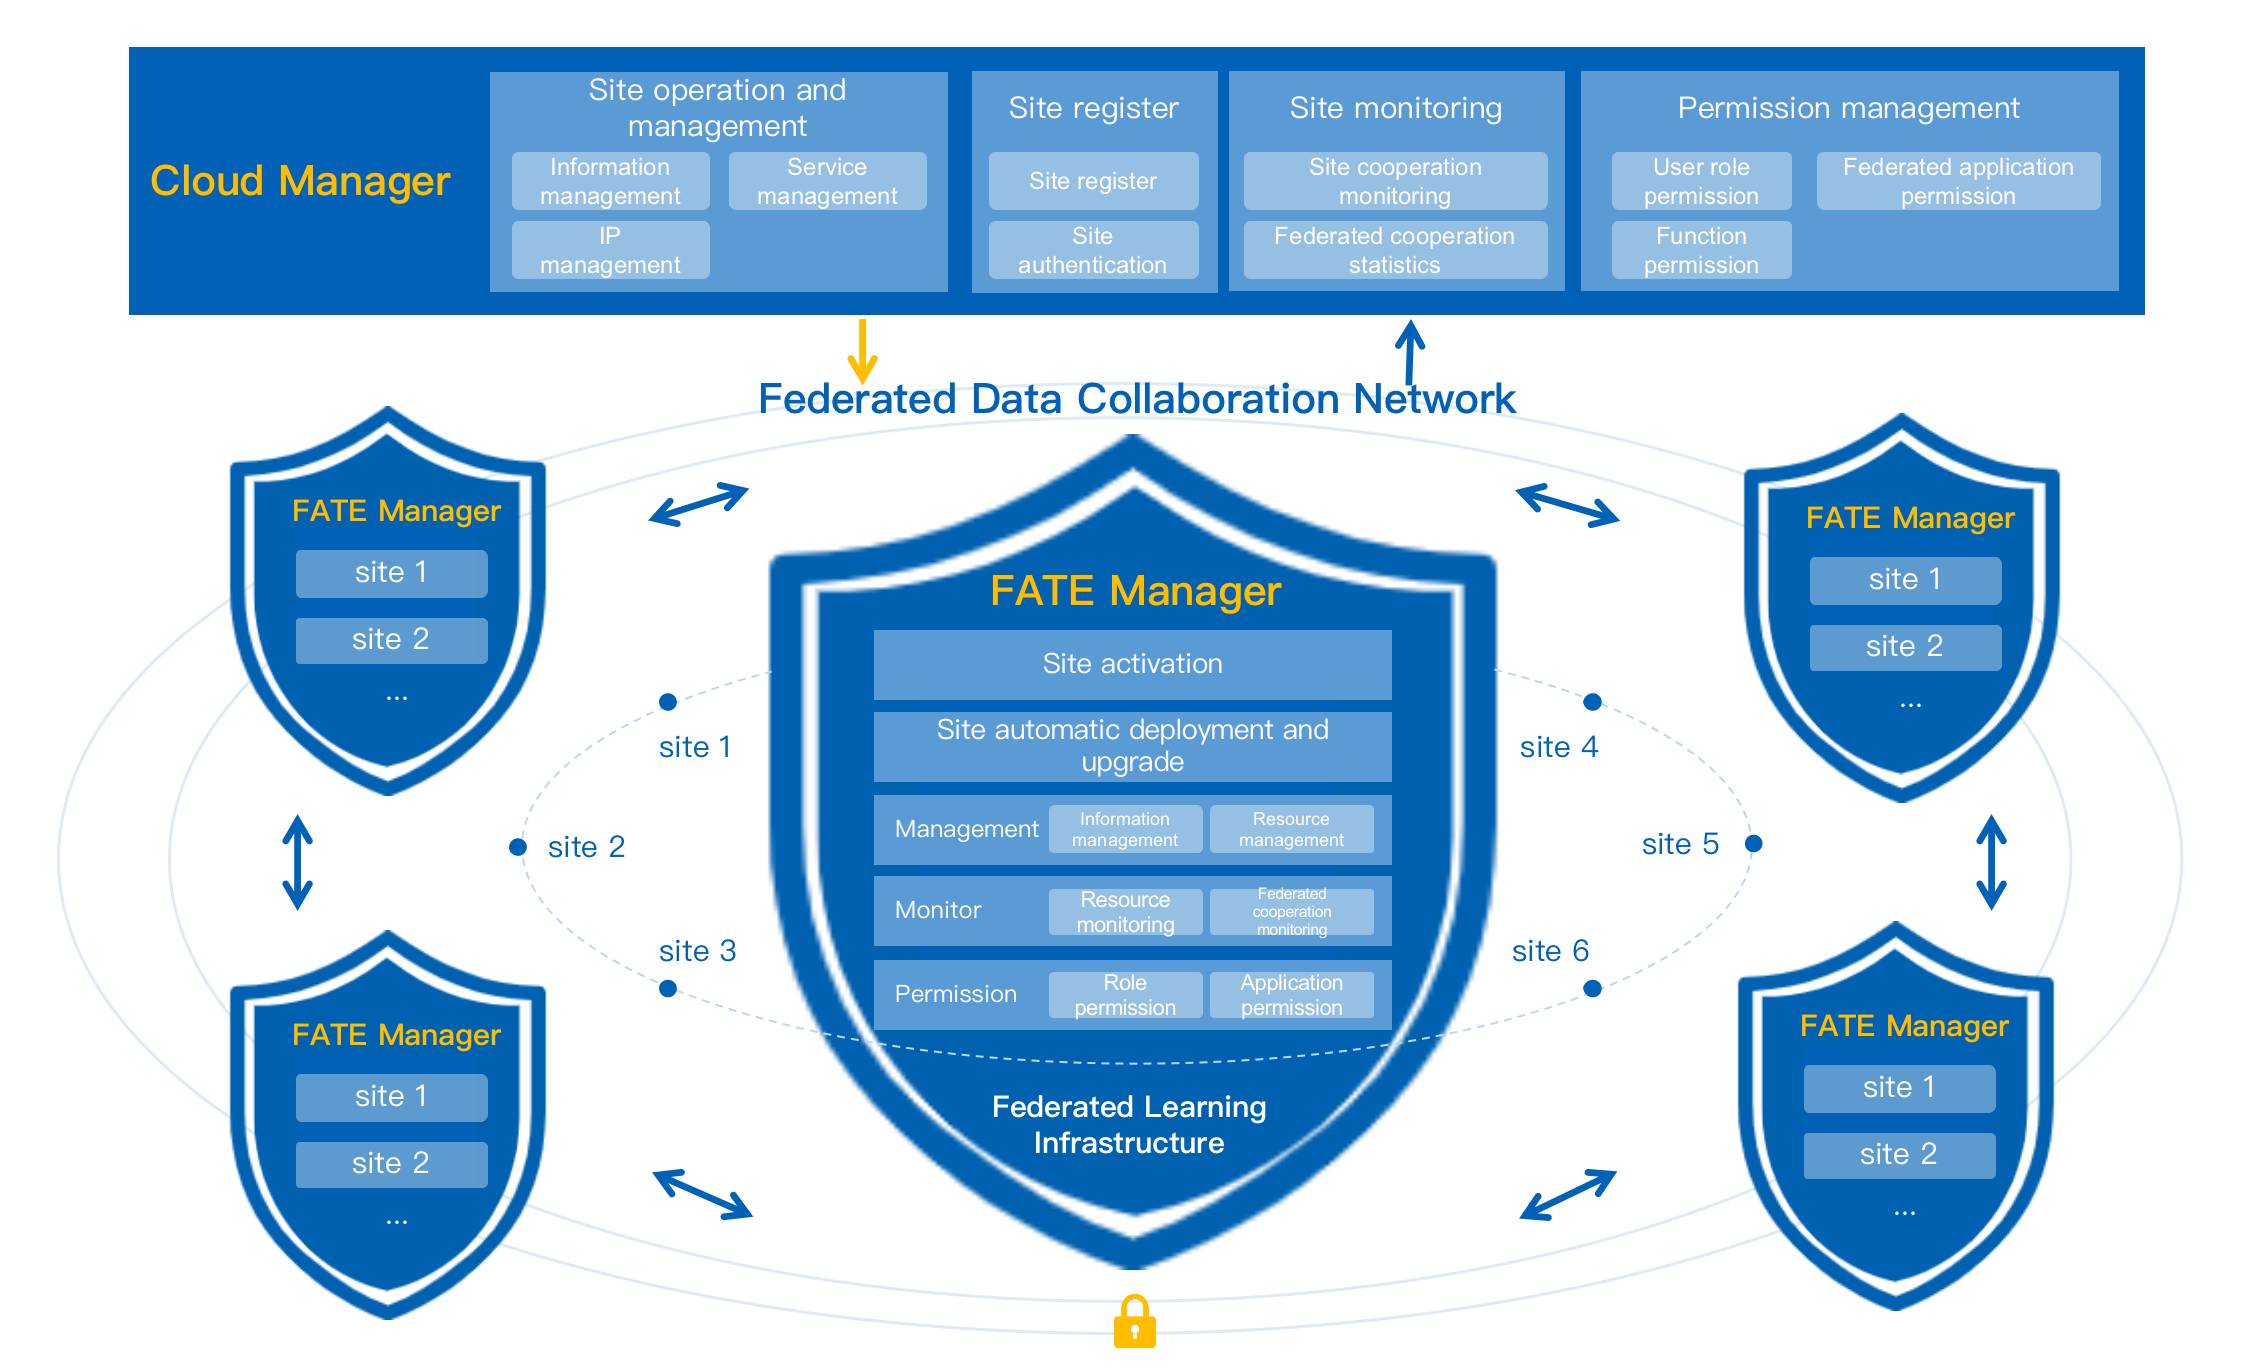 Cloud Manager
Site operation and
management
Information
management
Service
management
IP
management
Site register
Site register
Site
authentication
Site monitoring
Site cooperation
monitoring
Federated cooperation
statistics
Permission management
User role
permission
Federated application
permission
Function
permission
Federated Data Collaboration Network
FATE Manager
site 1
site 2
...
FATE Manager
site 1
site 2
...
FATE Manager
Site activation
Site automatic deployment and
upgrade
Management
Information
management
Resource
management
Monitor
Resource
monitoring
Federated
cooperation
monitoring
Permission
Role
permission
Application
permission
Federated Learning
Infrastructure
site 1
site 2
site 3
site 4
site 5
site 6
FATE Manager
site 1
site 2
...
FATE Manager
site 1
site 2
...